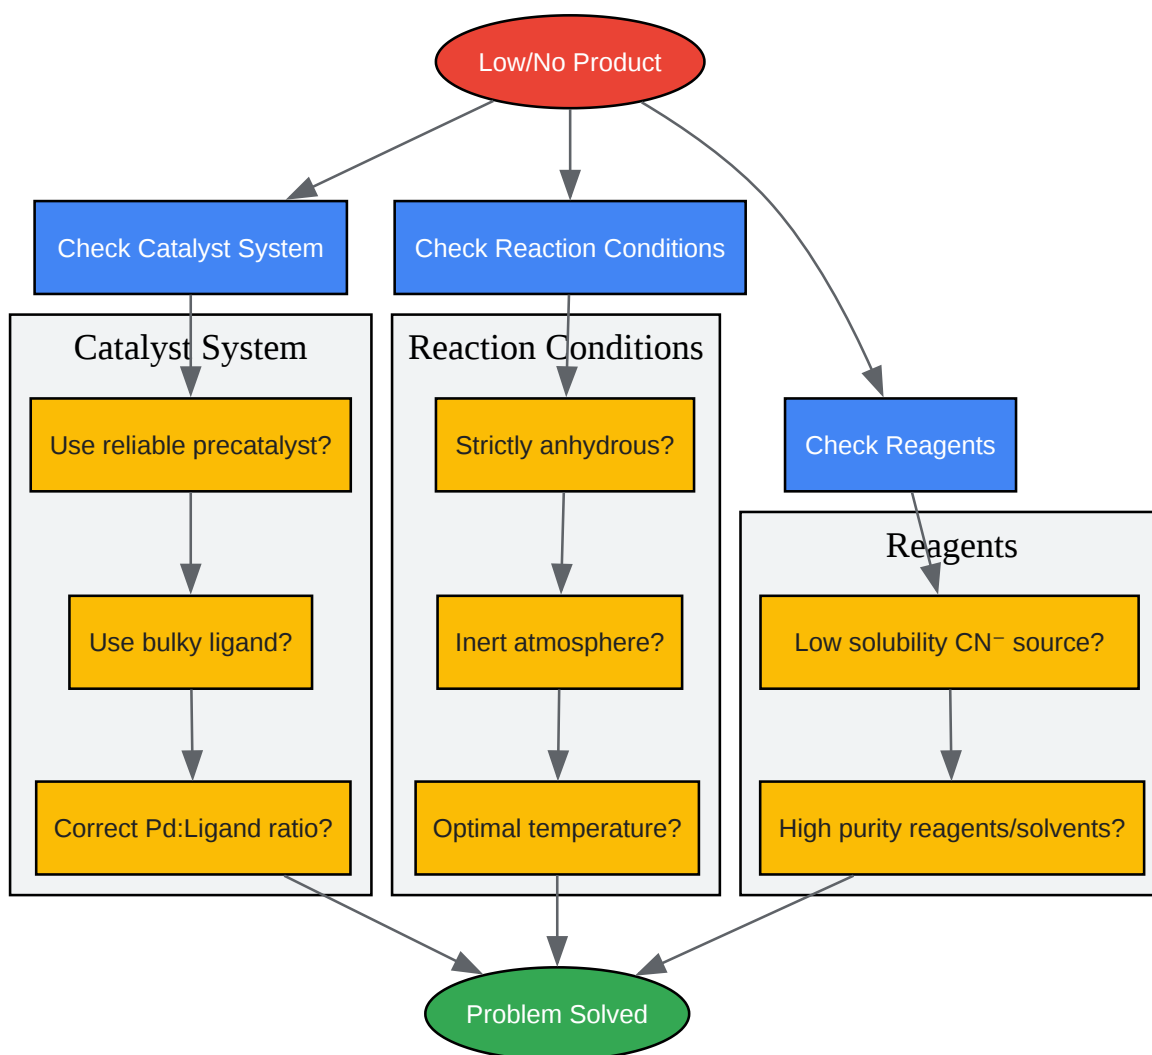 Low/No Product
Check Catalyst System
Check Reaction Conditions
Catalyst System
Reaction Conditions
Use reliable precatalyst?
Strictly anhydrous?
Check Reagents
Reagents
Use bulky ligand?
Inert atmosphere?
Low solubility CN⁻ source?
Correct Pd:Ligand ratio?
Optimal temperature?
High purity reagents/solvents?
Problem Solved